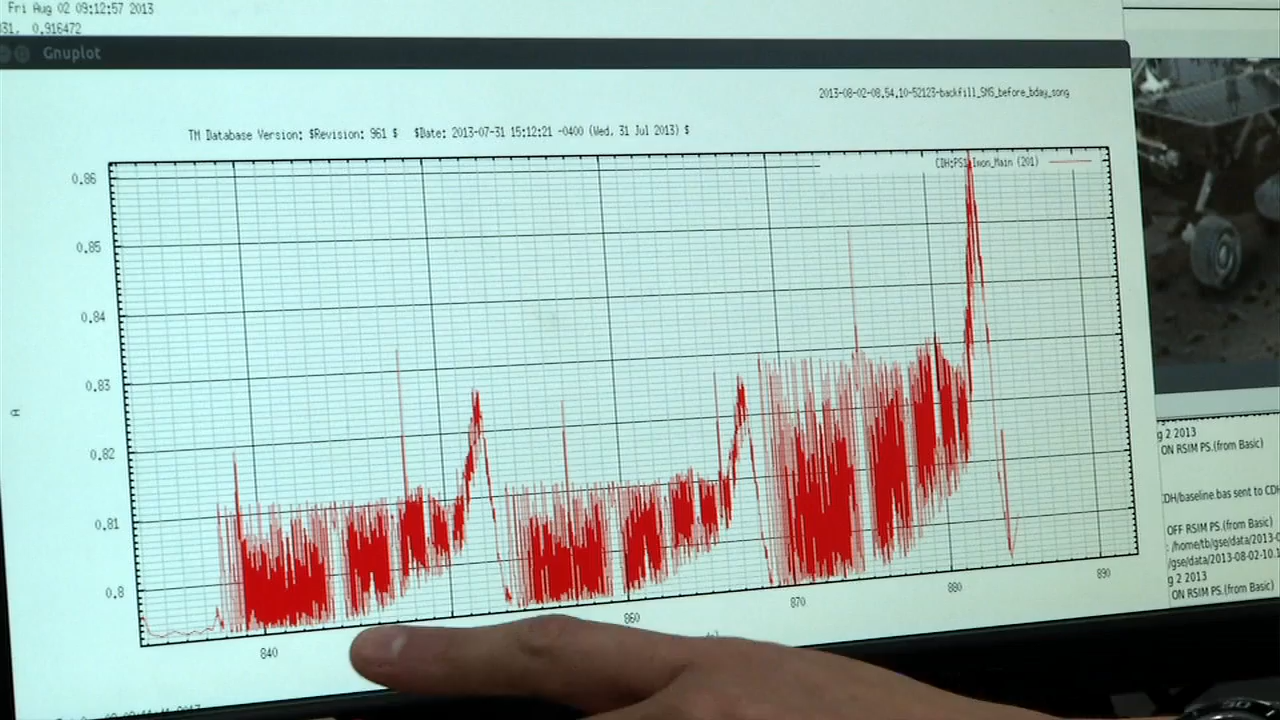 Fri Aug 02 09:12:57 2013
31, 0.916472
Gnuplot
2013-08-02-08.54.10-52123-backfill_SMS_before_bday_song
TM Database Version: $Revision: 961 $ $Date: 2013-07-31 15:12:21 -0400 (Wed, 31 Jul 2013) $
CDH:PS1_Imon_Main (201)
0.86
0.85
0.84
0.83
0.82
0.81
0.8
A
840
860
870
880
890
g 2 2013
ON RSIM PS.(from Basic)
DH/baseline.bas sent to CDH
OFF RSIM PS.(from Basic)
: /home/tb/gse/data/2013-0
/gse/data/2013-08-02-10.1
g 2 2013
ON RSIM PS.(from Basic)